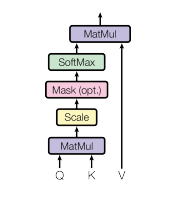 MatMul
SoftMax
Mask (opt.)
Scale
MatMul
Q K V